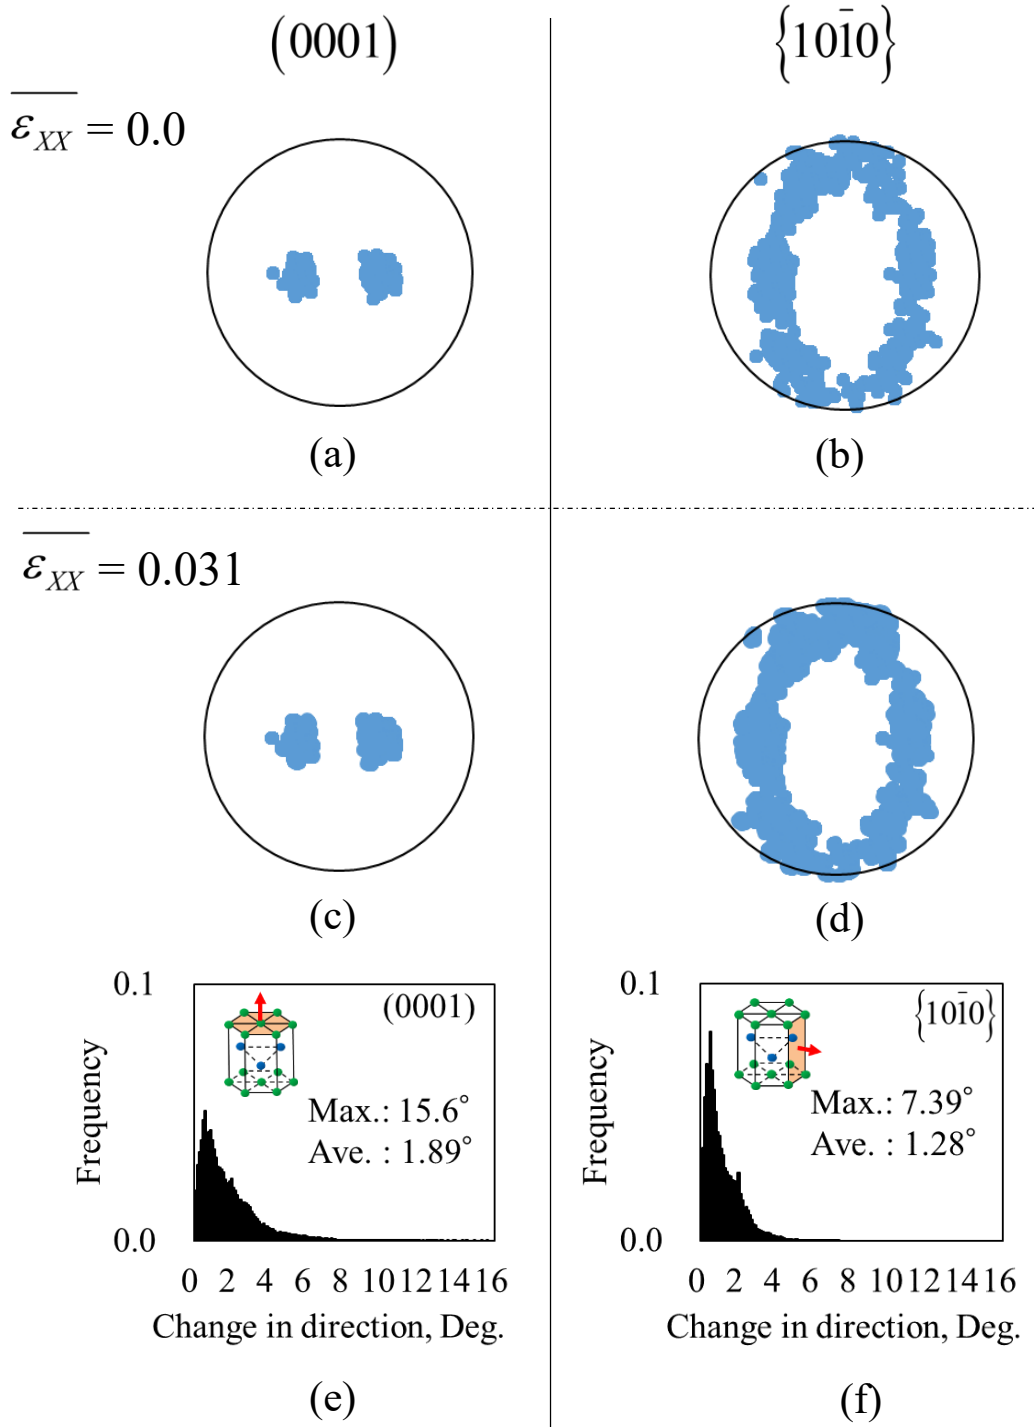 (0001)
{101̄0}
ε̅_XX = 0.0
(a)
(b)
ε̅_XX = 0.031
(c)
(d)
0.1
(0001)
Max.: 15.6°
Ave. : 1.89°
Frequency
0.0
0 2 4 6 8 10 12 14 16
Change in direction, Deg.
(e)
0.1
{101̄0}
Max.: 7.39°
Ave. : 1.28°
Frequency
0.0
0 2 4 6 8 10 12 14 16
Change in direction, Deg.
(f)